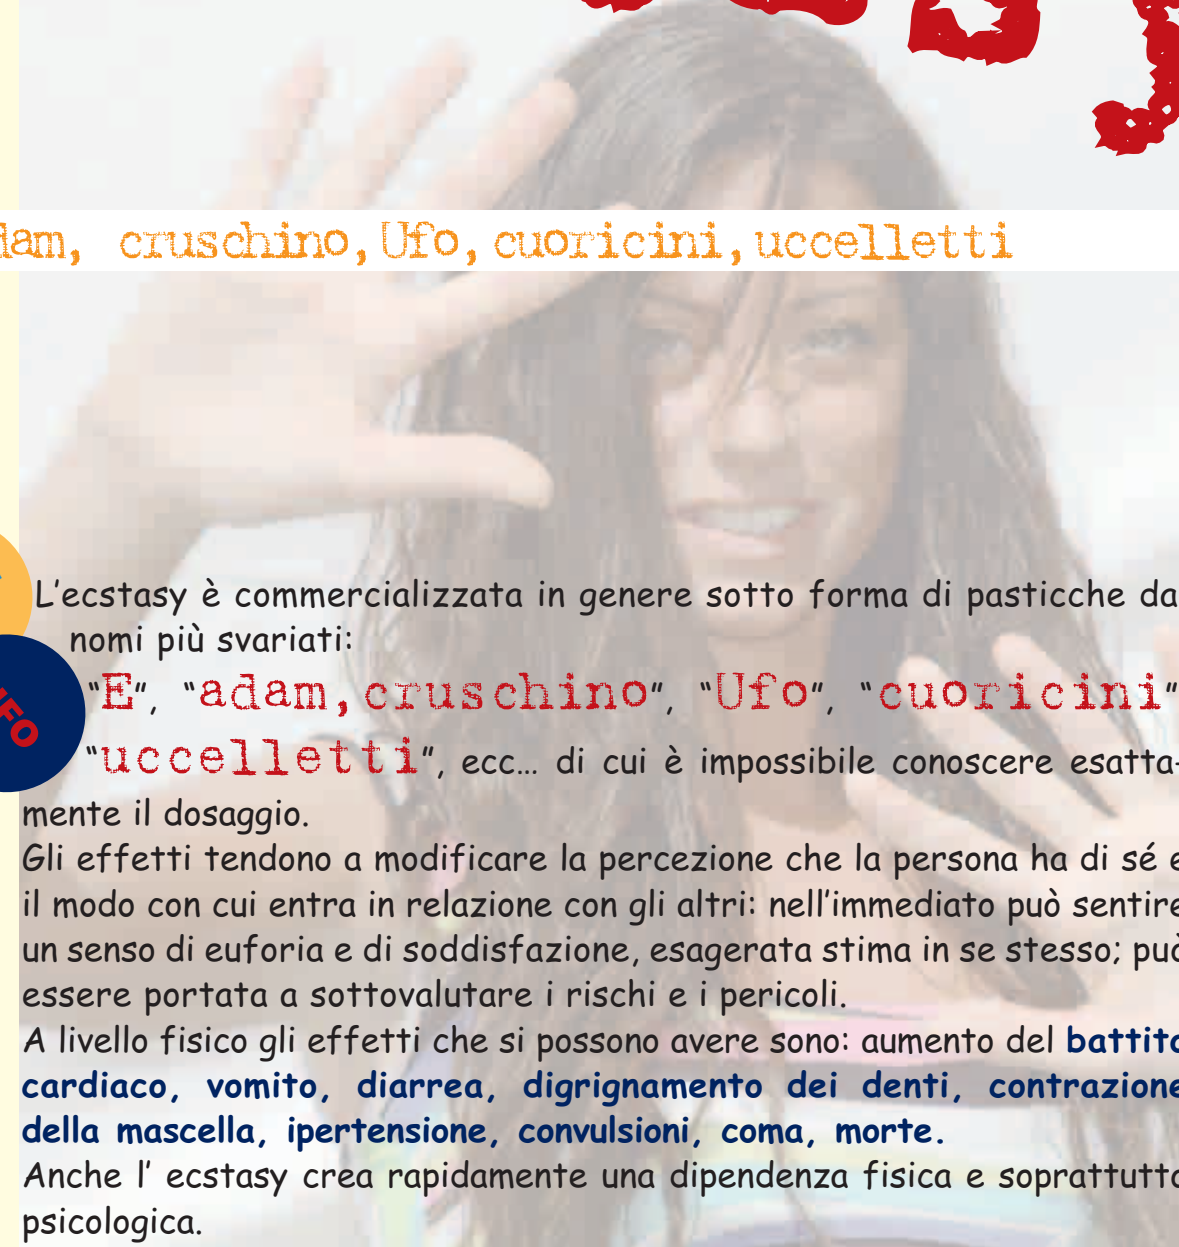 cruschino, Ufo, cuoricini, uccelletti
L'ecstasy è commercializzata in genere sotto forma di pasticche da
nomi più svariati:
"E", "adam, cruschino", "Ufo", "cuoricini"
"uccelletti", ecc... di cui è impossibile conoscere esatta-
mente il dosaggio.
Gli effetti tendono a modificare la percezione che la persona ha di sé e
il modo con cui entra in relazione con gli altri: nell'immediato può sentire
un senso di euforia e di soddisfazione, esagerata stima in se stesso; può
essere portata a sottovalutare i rischi e i pericoli.
A livello fisico gli effetti che si possono avere sono: aumento del battito
cardiaco, vomito, diarrea, digrignamento dei denti, contrazione
della mascella, ipertensione, convulsioni, coma, morte.
Anche l' ecstasy crea rapidamente una dipendenza fisica e soprattutto
psicologica.